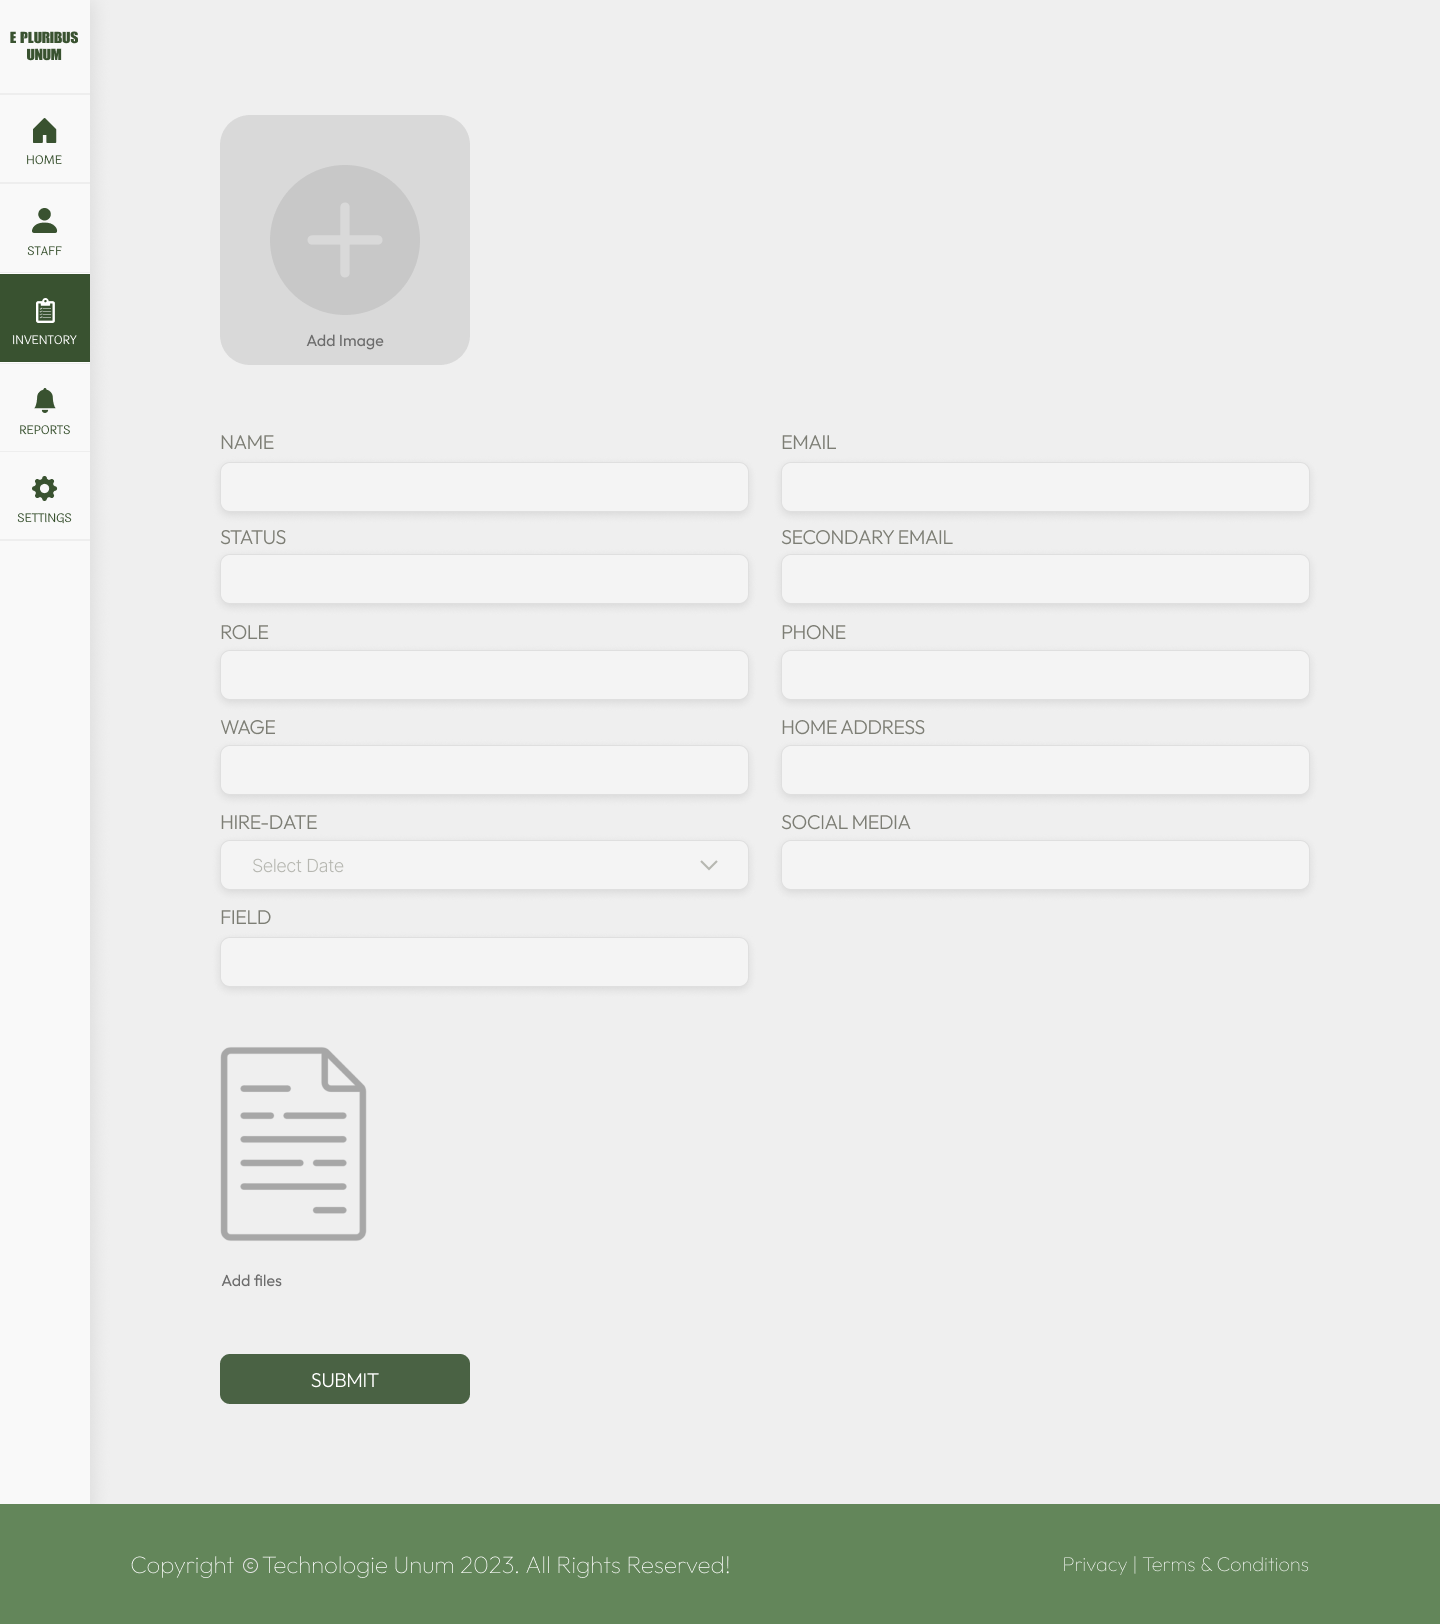 E PLURIBUS
UNUM
HOME
STAFF
INVENTORY
REPORTS
SETTINGS
Add Image
NAME
EMAIL
STATUS
SECONDARY EMAIL
ROLE
PHONE
WAGE
HOME ADDRESS
HIRE-DATE
SOCIAL MEDIA
Select Date
FIELD
Add files
SUBMIT
Copyright © Technologie Unum 2023. All Rights Reserved!
Privacy | Terms & Conditions